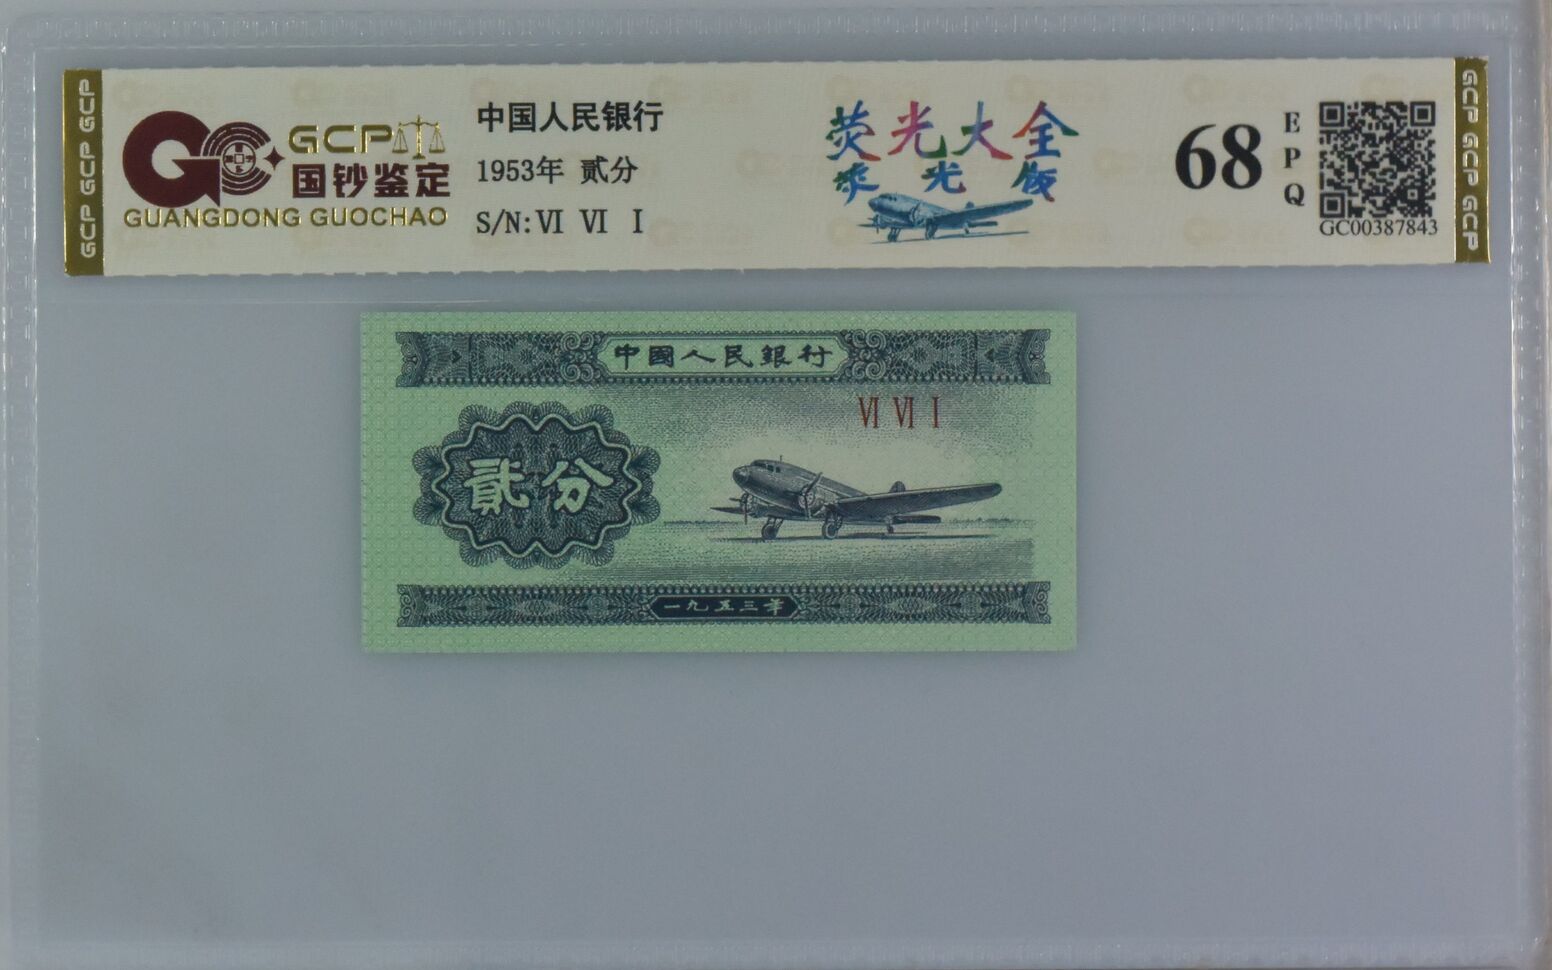 GCP GCP GCP
GCP
国钞鉴定
GUANGDONG GUOCHAO
中国人民银行
1953年 贰分
S/N:Ⅵ Ⅵ Ⅰ
荧光大全
荧光版
68
EPQ
GC00387843
GCP GCP GCP
中國人民銀行
Ⅵ Ⅵ Ⅰ
貳分
一九五三年